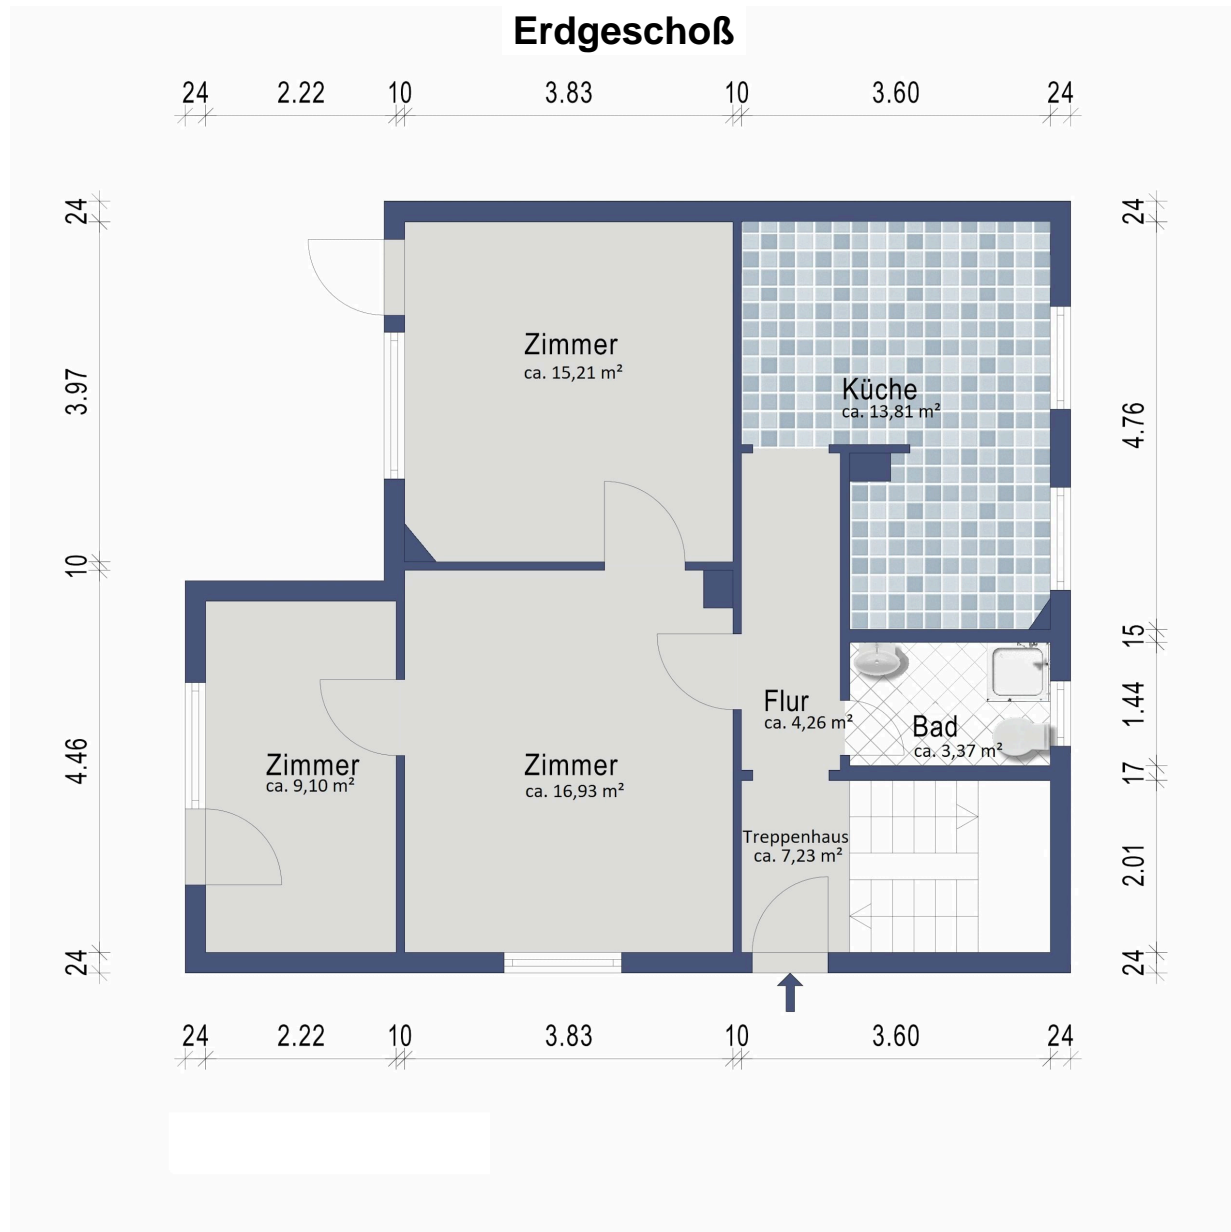 Erdgeschoß
24 2.22 10 3.83 10 3.60 24
24
3.97
10
4.46
24
24
4.76
15
1.44
17
2.01
24
Zimmer
ca. 15,21 m²
Küche
ca. 13,81 m²
Flur
ca. 4,26 m²
Bad
ca. 3,37 m²
Zimmer
ca. 9,10 m²
Zimmer
ca. 16,93 m²
Treppenhaus
ca. 7,23 m²
24 2.22 10 3.83 10 3.60 24